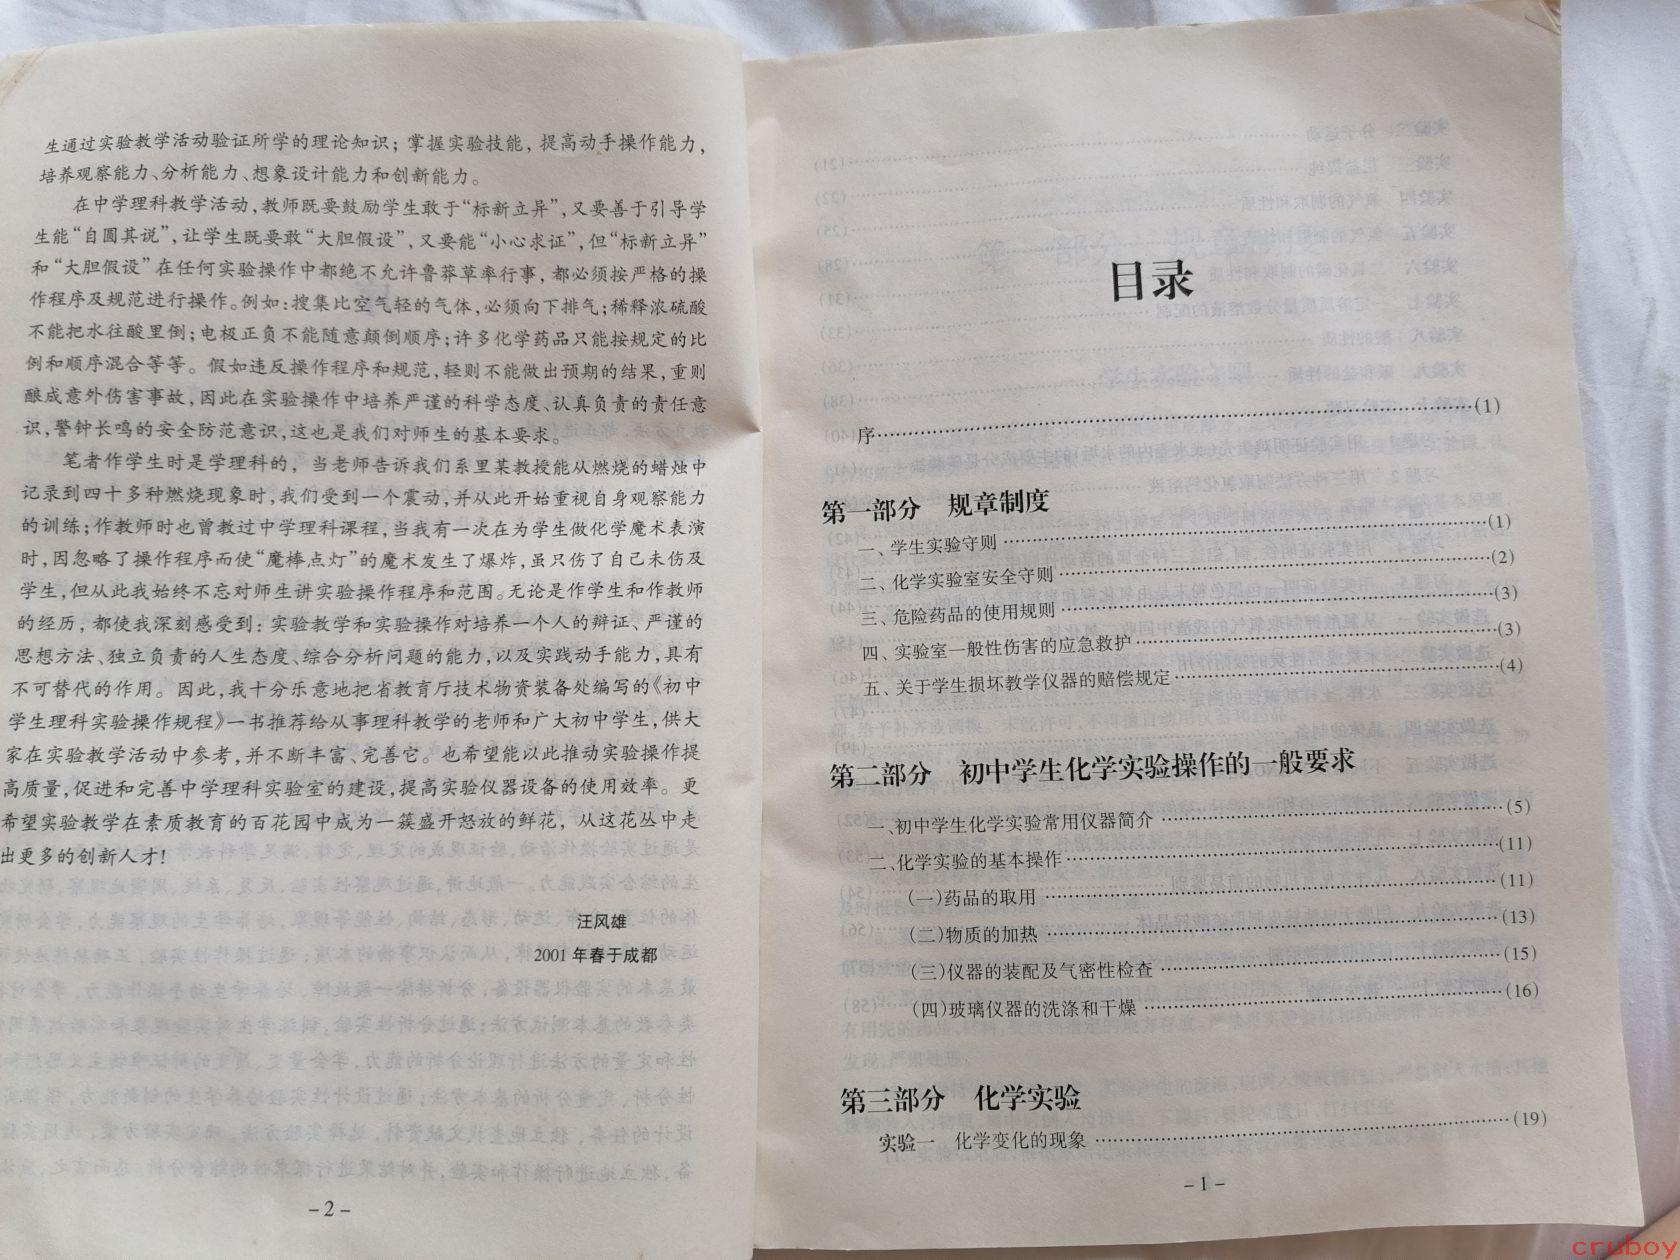 生通过实验教学活动验证所学的理论知识；掌握实验技能，提高动手操作能力，
培养观察能力、分析能力、想象设计能力和创新能力。
在中学理科教学活动，教师既要鼓励学生敢于“标新立异”，又要善于引导学
生能“自圆其说”，让学生既要敢“大胆假设”，又要能“小心求证”，但“标新立异”
和“大胆假设”在任何实验操作中都绝不允许鲁莽草率行事，都必须按严格的操
作程序及规范进行操作。例如：搜集比空气轻的气体，必须向下排气；稀释浓硫酸
不能把水往酸里倒；电极正负不能随意颠倒顺序；许多化学药品只能按规定的比
例和顺序混合等等。假如违反操作程序和规范，轻则不能做出预期的结果，重则
酿成意外伤害事故，因此在实验操作中培养严谨的科学态度、认真负责的责任意
识，警钟长鸣的安全防范意识，这也是我们对师生的基本要求。
笔者作学生时是学理科的，当老师告诉我们系里某教授能从燃烧的蜡烛中
记录到四十多种燃烧现象时，我们受到一个震动，并从此开始重视自身观察能力
的训练；作教师时也曾教过中学理科课程，当我有一次在为学生做化学魔术表演
时，因忽略了操作程序而使“魔棒点灯”的魔术发生了爆炸，虽只伤了自己未伤及
学生，但从此我始终不忘对师生讲实验操作程序和范围。无论是作学生和作教师
的经历，都使我深刻感受到：实验教学和实验操作对培养一个人的辩证、严谨的
思想方法、独立负责的人生态度、综合分析问题的能力，以及实践动手能力，具有
不可替代的作用。因此，我十分乐意地把省教育厅技术物资装备处编写的《初中
学生理科实验操作规程》一书推荐给从事理科教学的老师和广大初中学生，供大
家在实验教学活动中参考，并不断丰富、完善它。也希望能以此推动实验操作提
高质量，促进和完善中学理科实验室的建设，提高实验仪器设备的使用效率。更
希望实验教学在素质教育的百花园中成为一簇盛开怒放的鲜花，从这花丛中走
出更多的创新人才！
汪风雄
2001年春于成都
－2－
目录
序……………(1)
第一部分 规章制度
一、学生实验守则……………(1)
二、化学实验室安全守则……………(2)
三、危险药品的使用规则……………(3)
四、实验室一般性伤害的应急救护……………(3)
五、关于学生损坏教学仪器的赔偿规定……………(4)
第二部分 初中学生化学实验操作的一般要求
一、初中学生化学实验常用仪器简介……………(5)
二、化学实验的基本操作……………(11)
(一)药品的取用……………(11)
(二)物质的加热……………(13)
(三)仪器的装配及气密性检查……………(15)
(四)玻璃仪器的洗涤和干燥……………(16)
第三部分 化学实验
实验一 化学变化的现象……………(19)
－1－
cruboy